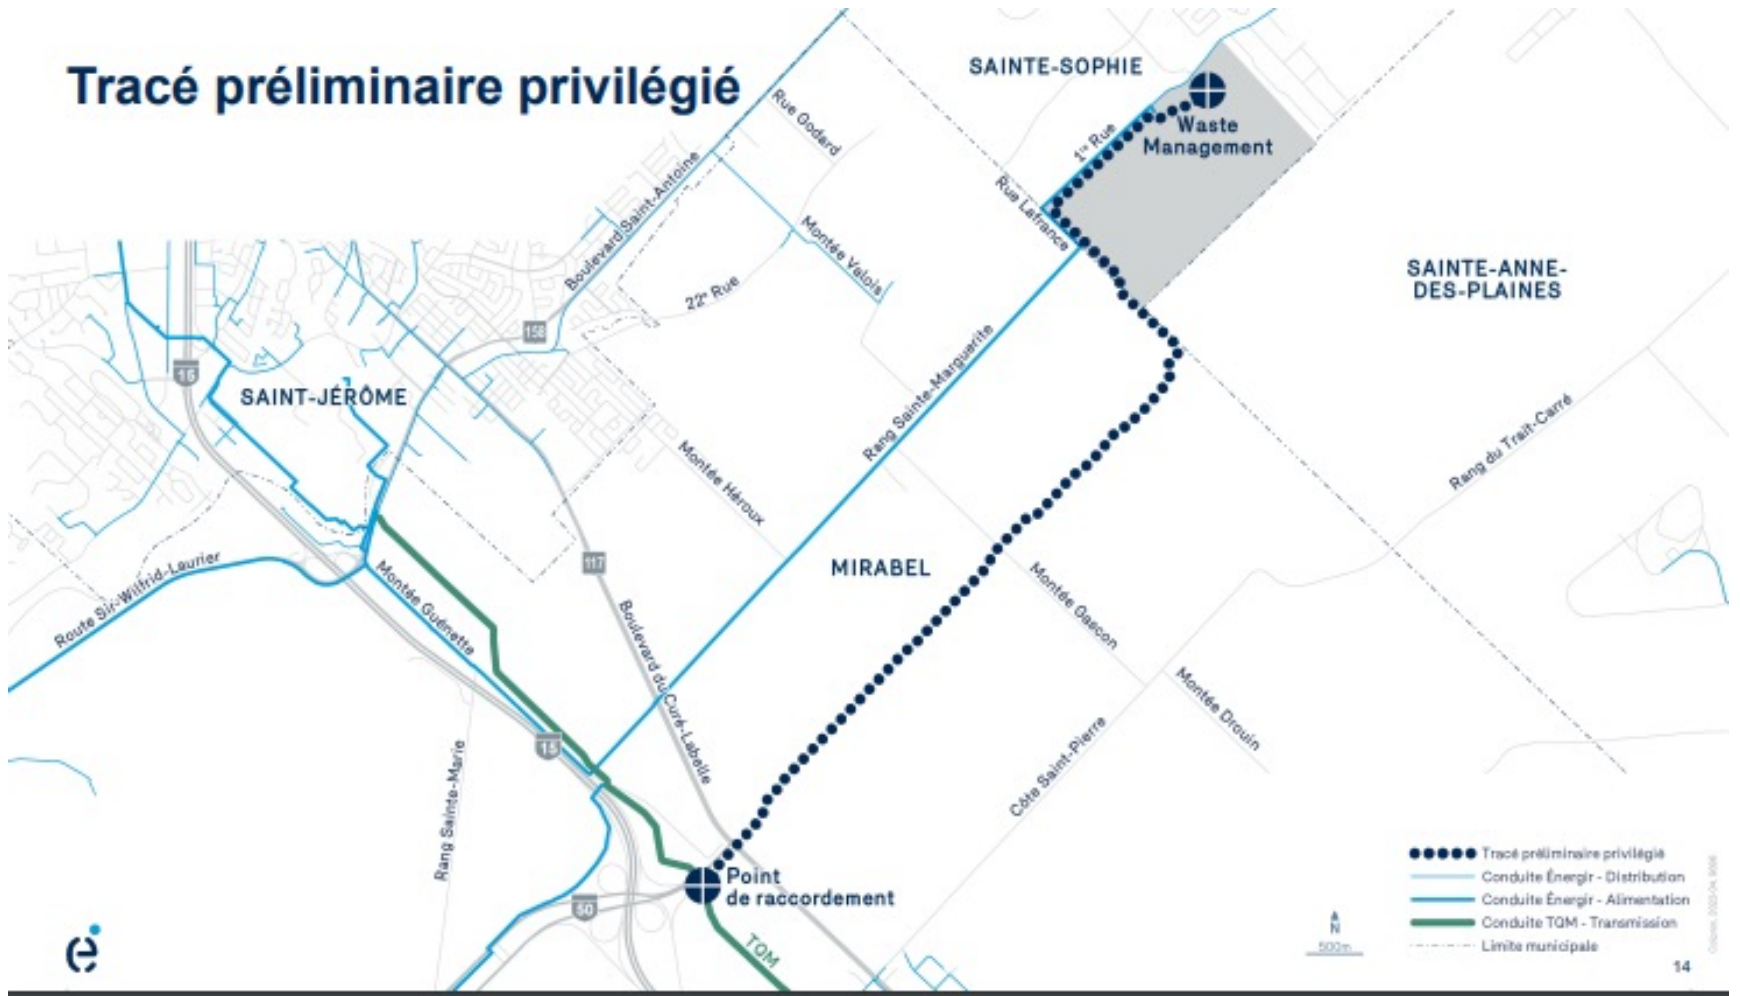 Tracé préliminaire privilégié
SAINTE-SOPHIE
Waste
Management
1re Rue
Rue Lafrance
Rue Godard
Boulevard Saint-Antoine
Montée Valois
22e Rue
158
SAINTE-ANNE-
DES-PLAINES
15
SAINT-JÉRÔME
Rang Sainte-Marguerite
Rang du Trait-Carré
Montée Héroux
117
MIRABEL
Route Sir-Wilfrid-Laurier
Montée Guénette
Boulevard du Curé-Labelle
Montée Gascon
Montée Drouin
Côte Saint-Pierre
15
Rang Sainte-Marie
Point
de raccordement
50
TQM
é
N
500m
Tracé préliminaire privilégié
Conduite Énergir - Distribution
Conduite Énergir - Alimentation
Conduite TQM - Transmission
Limite municipale
14